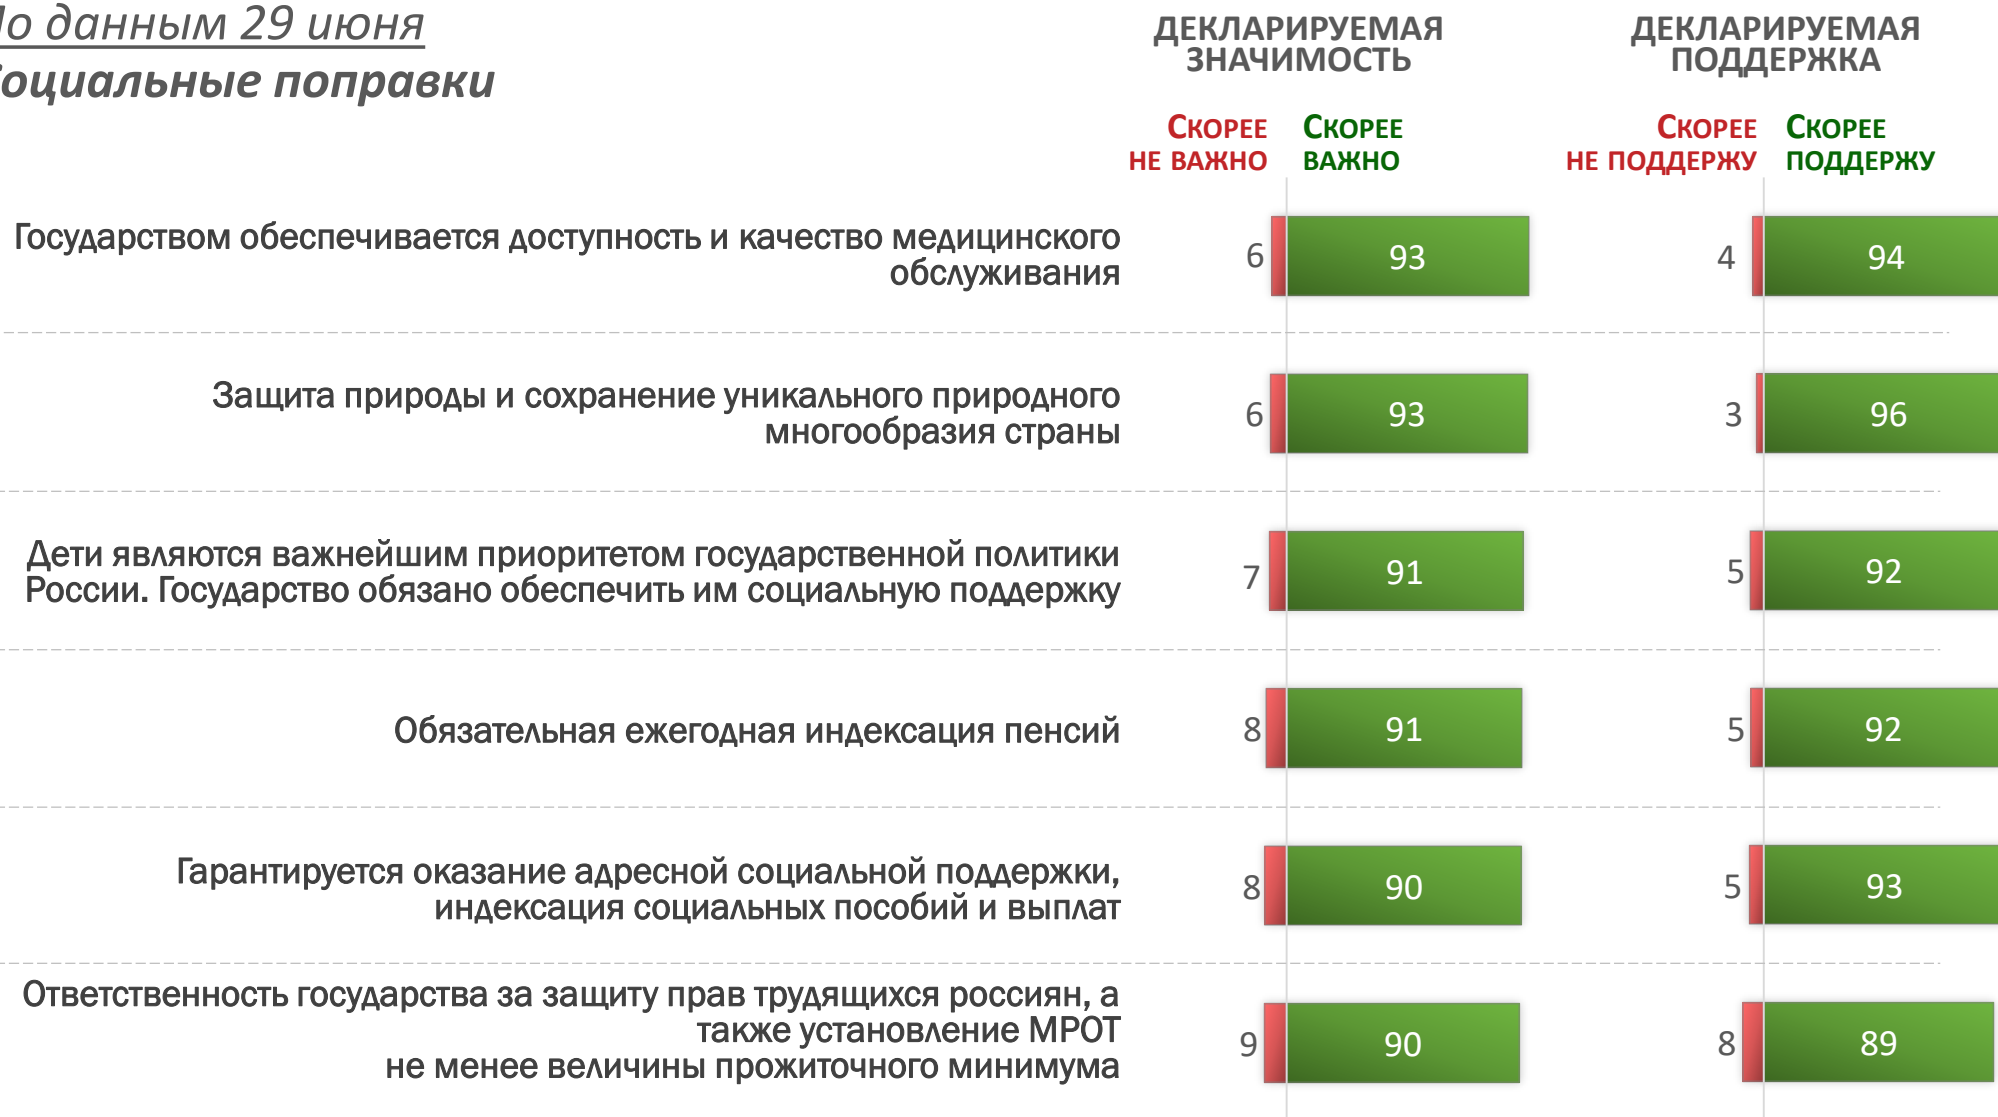 По данным 29 июня
Социальные поправки
ДЕКЛАРИРУЕМАЯ
ЗНАЧИМОСТЬ
ДЕКЛАРИРУЕМАЯ
ПОДДЕРЖКА
СКОРЕЕ
НЕ ВАЖНО
СКОРЕЕ
ВАЖНО
СКОРЕЕ
НЕ ПОДДЕРЖУ
СКОРЕЕ
ПОДДЕРЖУ
Государством обеспечивается доступность и качество медицинского
обслуживания
6 93 4 94
Защита природы и сохранение уникального природного
многообразия страны
6 93 3 96
Дети являются важнейшим приоритетом государственной политики
России. Государство обязано обеспечить им социальную поддержку
7 91 5 92
Обязательная ежегодная индексация пенсий
8 91 5 92
Гарантируется оказание адресной социальной поддержки,
индексация социальных пособий и выплат
8 90 5 93
Ответственность государства за защиту прав трудящихся россиян, а
также установление МРОТ
не менее величины прожиточного минимума
9 90 8 89